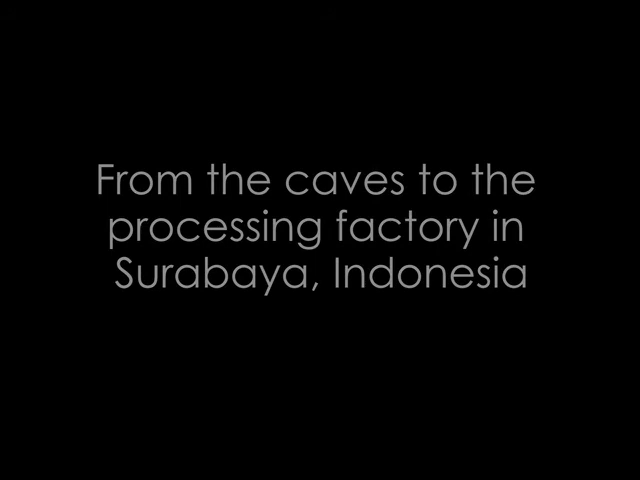 From the caves to the
processing factory in
Surabaya, Indonesia